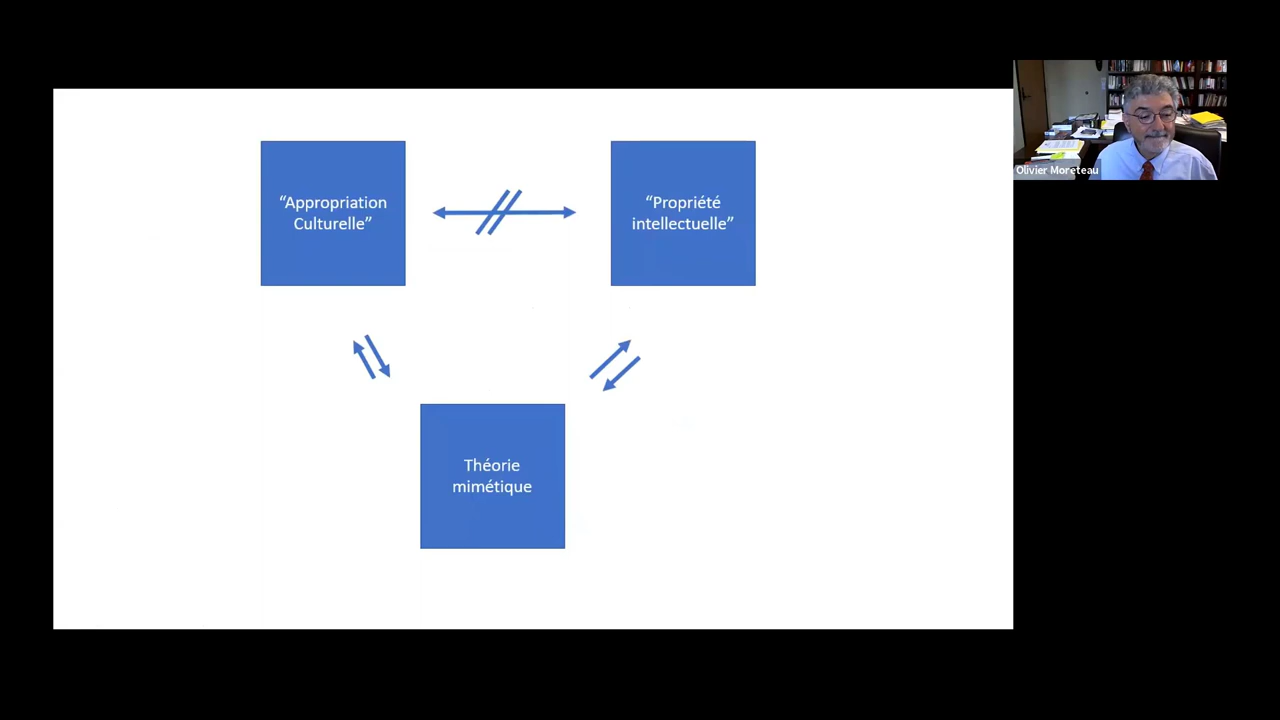 “Appropriation
Culturelle”
“Propriété
intellectuelle”
Théorie
mimétique
Olivier Moreteau